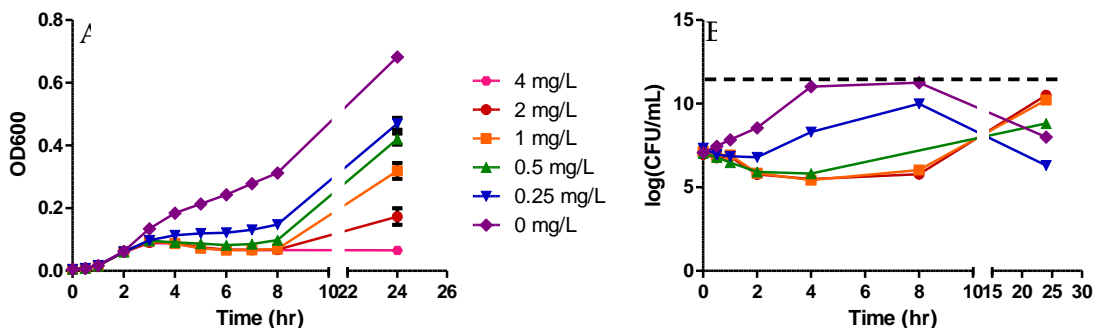 A
0.8
0.6
0.4
0.2
0.0
OD600
0 2 4 6 8 10 22 24 26
Time (hr)
4 mg/L
2 mg/L
1 mg/L
0.5 mg/L
0.25 mg/L
0 mg/L
15
10
5
0
log(CFU/mL)
0 2 4 6 8 10 15 20 25 30
Time (hr)